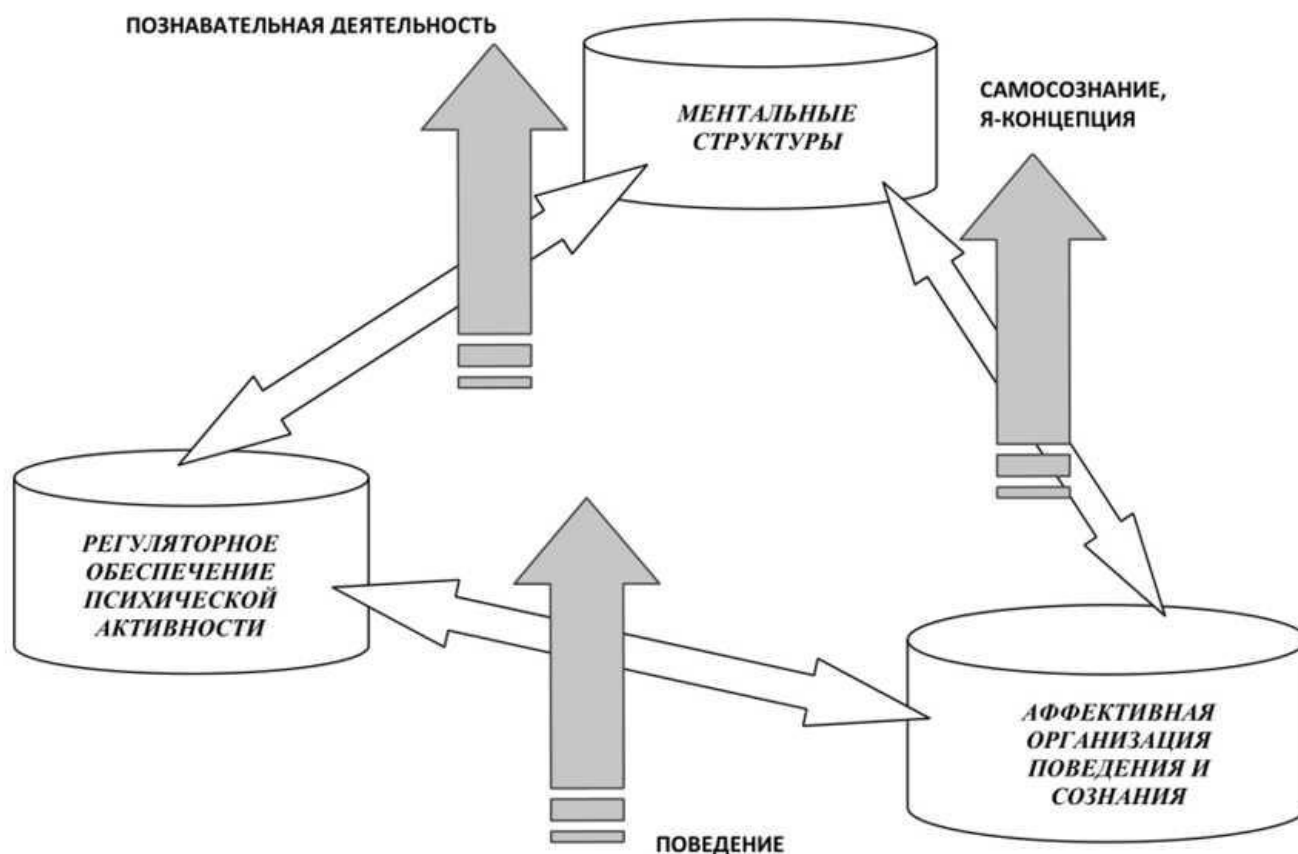 ПОЗНАВАТЕЛЬНАЯ ДЕЯТЕЛЬНОСТЬ
МЕНТАЛЬНЫЕ
СТРУКТУРЫ
САМОСОЗНАНИЕ,
Я-КОНЦЕПЦИЯ
РЕГУЛЯТОРНОЕ
ОБЕСПЕЧЕНИЕ
ПСИХИЧЕСКОЙ
АКТИВНОСТИ
АФФЕКТИВНАЯ
ОРГАНИЗАЦИЯ
ПОВЕДЕНИЯ И
СОЗНАНИЯ
ПОВЕДЕНИЕ